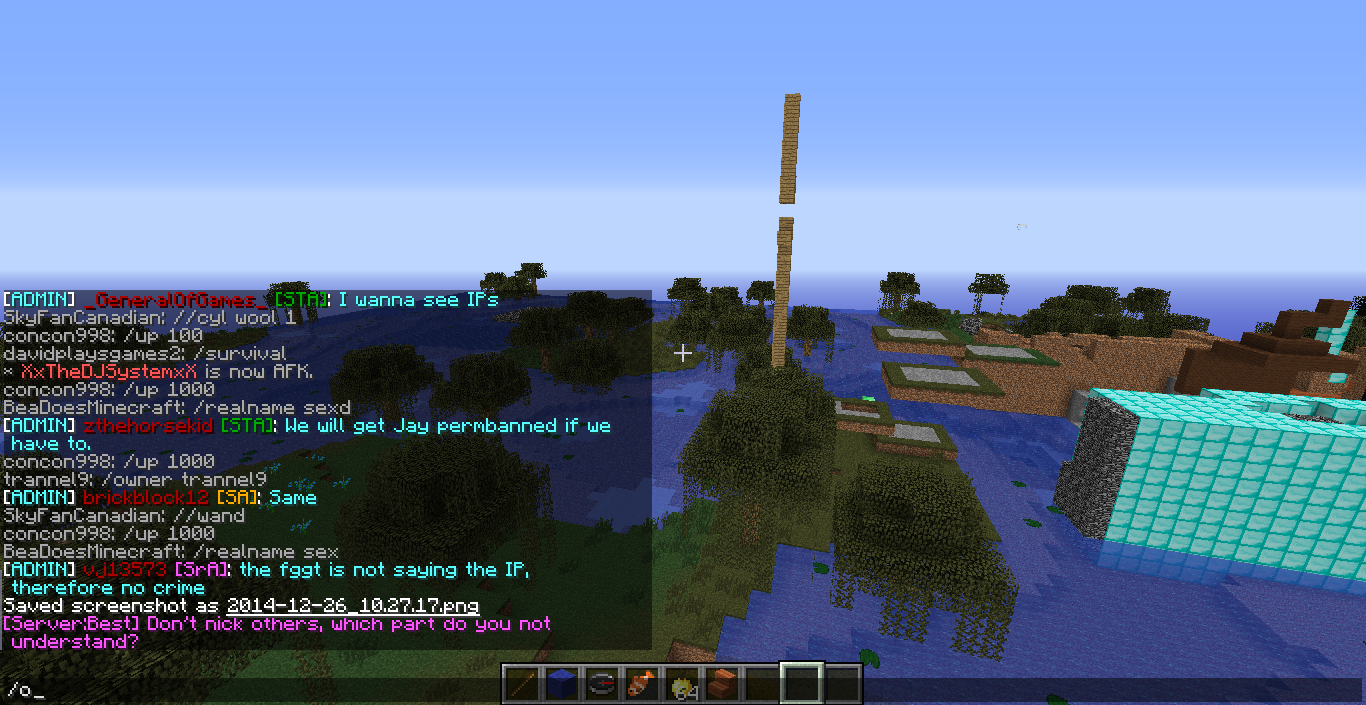 [ADMIN] _GeneralOfGames_ [STA]: I wanna see IPs
SkyFanCanadian: //cyl wool 1
concon998: /up 100
davidplaysgames2: /survival
* XxTheDJSystemxX is now AFK.
concon998: /up 1000
BeaDoesMinecraft: /realname sexd
[ADMIN] zthehorsekid [STA]: We will get Jay permbanned if we
have to.
concon998: /up 1000
trannel9: /owner trannel9
[ADMIN] brickblock12 [SA]: Same
SkyFanCanadian: //wand
concon998: /up 1000
BeaDoesMinecraft: /realname sex
[ADMIN] vj13573 [SrA]: the fggt is not saying the IP,
therefore no crime
Saved screenshot as 2014-12-26_10.27.17.png
[Server:Best] Don't nick others, which part do you not
understand?
64
/o_